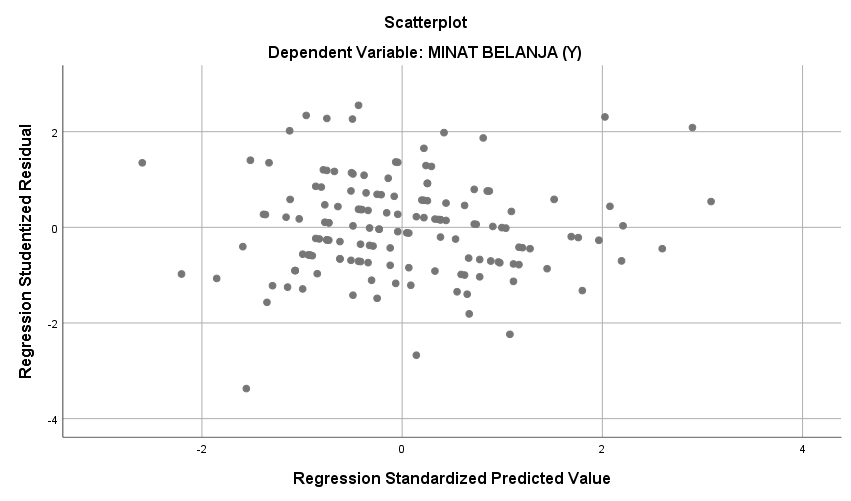 Scatterplot
Dependent Variable: MINAT BELANJA (Y)
Regression Studentized Residual
2
0
-2
-4
-2
0
2
4
Regression Standardized Predicted Value